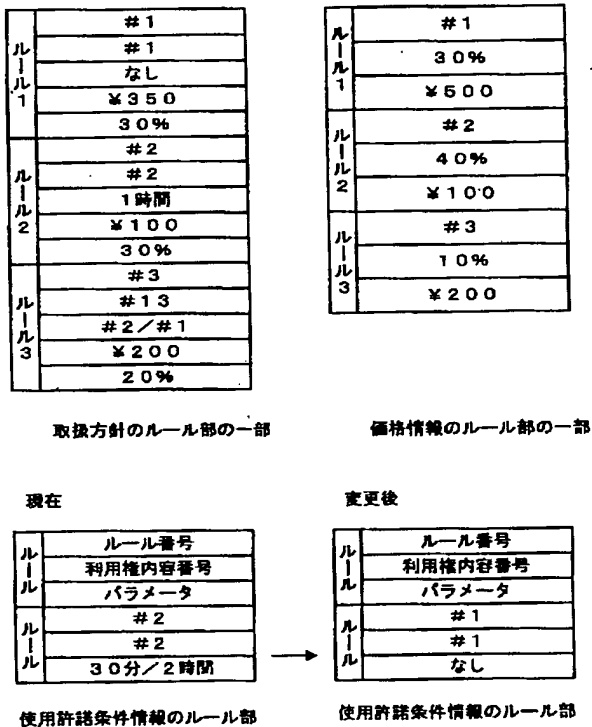 ルール1
#1
#1
なし
¥350
30%
ルール2
#2
#2
1時間
¥100
30%
ルール3
#3
#13
#2/#1
¥200
20%
取扱方針のルール部の一部
ルール1
#1
30%
¥500
ルール2
#2
40%
¥100
ルール3
#3
10%
¥200
価格情報のルール部の一部
現在
ルール
ルール番号
利用権内容番号
パラメータ
ルール
#2
#2
30分/2時間
使用許諾条件情報のルール部
変更後
ルール
ルール番号
利用権内容番号
パラメータ
ルール
#1
#1
なし
使用許諾条件情報のルール部